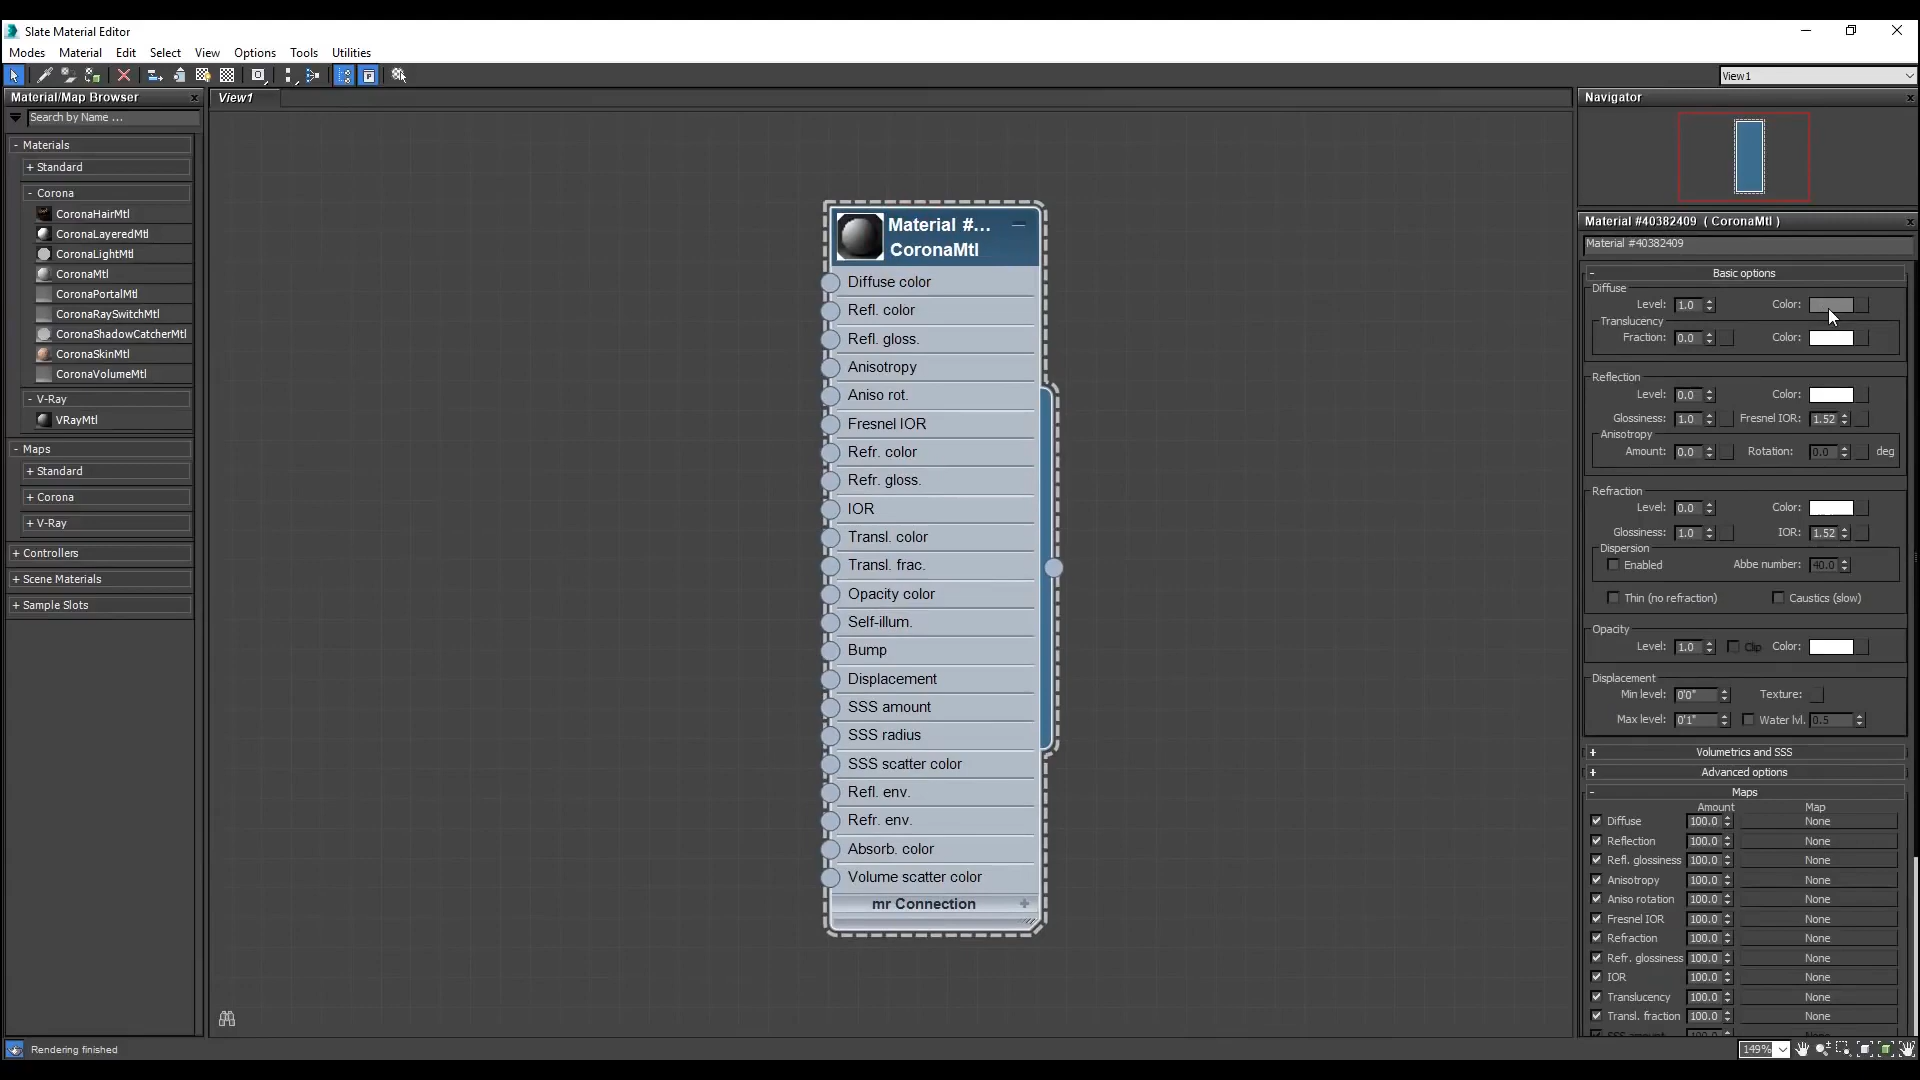 Slate Material Editor
Modes Material Edit Select View Options Tools Utilities
View1
Material/Map Browser
View1
Navigator
Search by Name ...
- Materials
+ Standard
- Corona
CoronaHairMtl
CoronaLayeredMtl
CoronaLightMtl
CoronaMtl
CoronaPortalMtl
CoronaRaySwitchMtl
CoronaShadowCatcherMtl
CoronaSkinMtl
CoronaVolumeMtl
- V-Ray
VRayMtl
- Maps
+ Standard
+ Corona
+ V-Ray
+ Controllers
+ Scene Materials
+ Sample Slots
Material #...
CoronaMtl
Diffuse color
Refl. color
Refl. gloss.
Anisotropy
Aniso rot.
Fresnel IOR
Refr. color
Refr. gloss.
IOR
Transl. color
Transl. frac.
Opacity color
Self-illum.
Bump
Displacement
SSS amount
SSS radius
SSS scatter color
Refl. env.
Refr. env.
Absorb. color
Volume scatter color
mr Connection +
Material #40382409 ( CoronaMtl )
Material #40382409
- Basic options
Diffuse
Level: 1.0 Color:
Translucency
Fraction: 0.0 Color:
Reflection
Level: 0.0 Color:
Glossiness: 1.0 Fresnel IOR: 1.52
Anisotropy
Amount: 0.0 Rotation: 0.0 deg
Refraction
Level: 0.0 Color:
Glossiness: 1.0 IOR: 1.52
Dispersion
Enabled Abbe number: 40.0
Thin (no refraction) Caustics (slow)
Opacity
Level: 1.0 Clip Color:
Displacement
Min level: 0'0" Texture:
Max level: 0'1" Water lvl. 0.5
+ Volumetrics and SSS
+ Advanced options
- Maps
Amount Map
Diffuse 100.0 None
Reflection 100.0 None
Refl. glossiness 100.0 None
Anisotropy 100.0 None
Aniso rotation 100.0 None
Fresnel IOR 100.0 None
Refraction 100.0 None
Refr. glossiness 100.0 None
IOR 100.0 None
Translucency 100.0 None
Transl. fraction 100.0 None
Rendering finished
149%